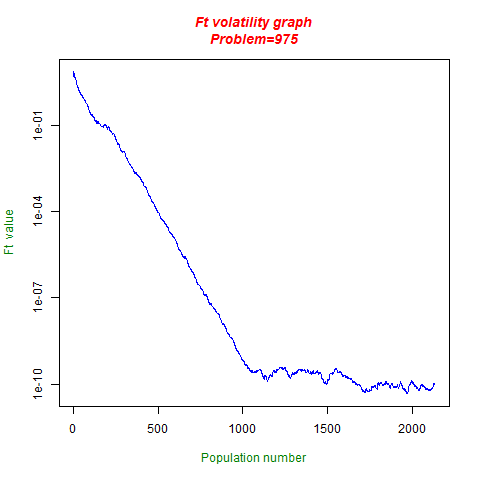 Ft volatility graph
Problem=975
1e-01
1e-04
1e-07
1e-10
Ft value
0 500 1000 1500 2000
Population number